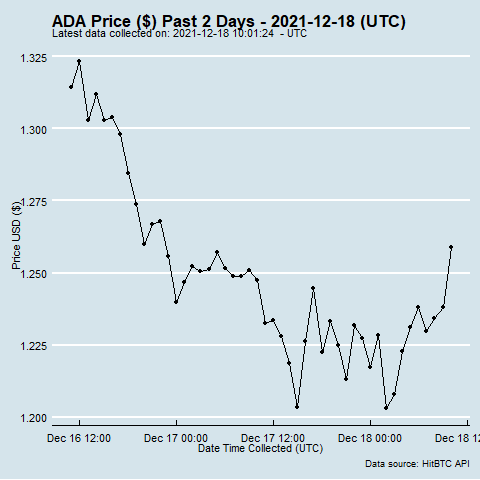 ADA Price ($) Past 2 Days - 2021-12-18 (UTC)
Latest data collected on: 2021-12-18 10:01:24  - UTC
1.325
1.300
1.275
1.250
1.225
1.200
Price USD ($)
Dec 16 12:00 Dec 17 00:00 Dec 17 12:00 Dec 18 00:00 Dec 18 12
Date Time Collected (UTC)
Data source: HitBTC API